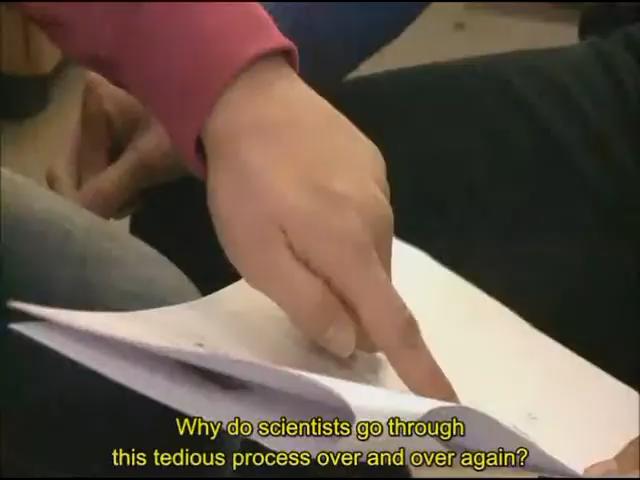 Why do scientists go through
this tedious process over and over again?